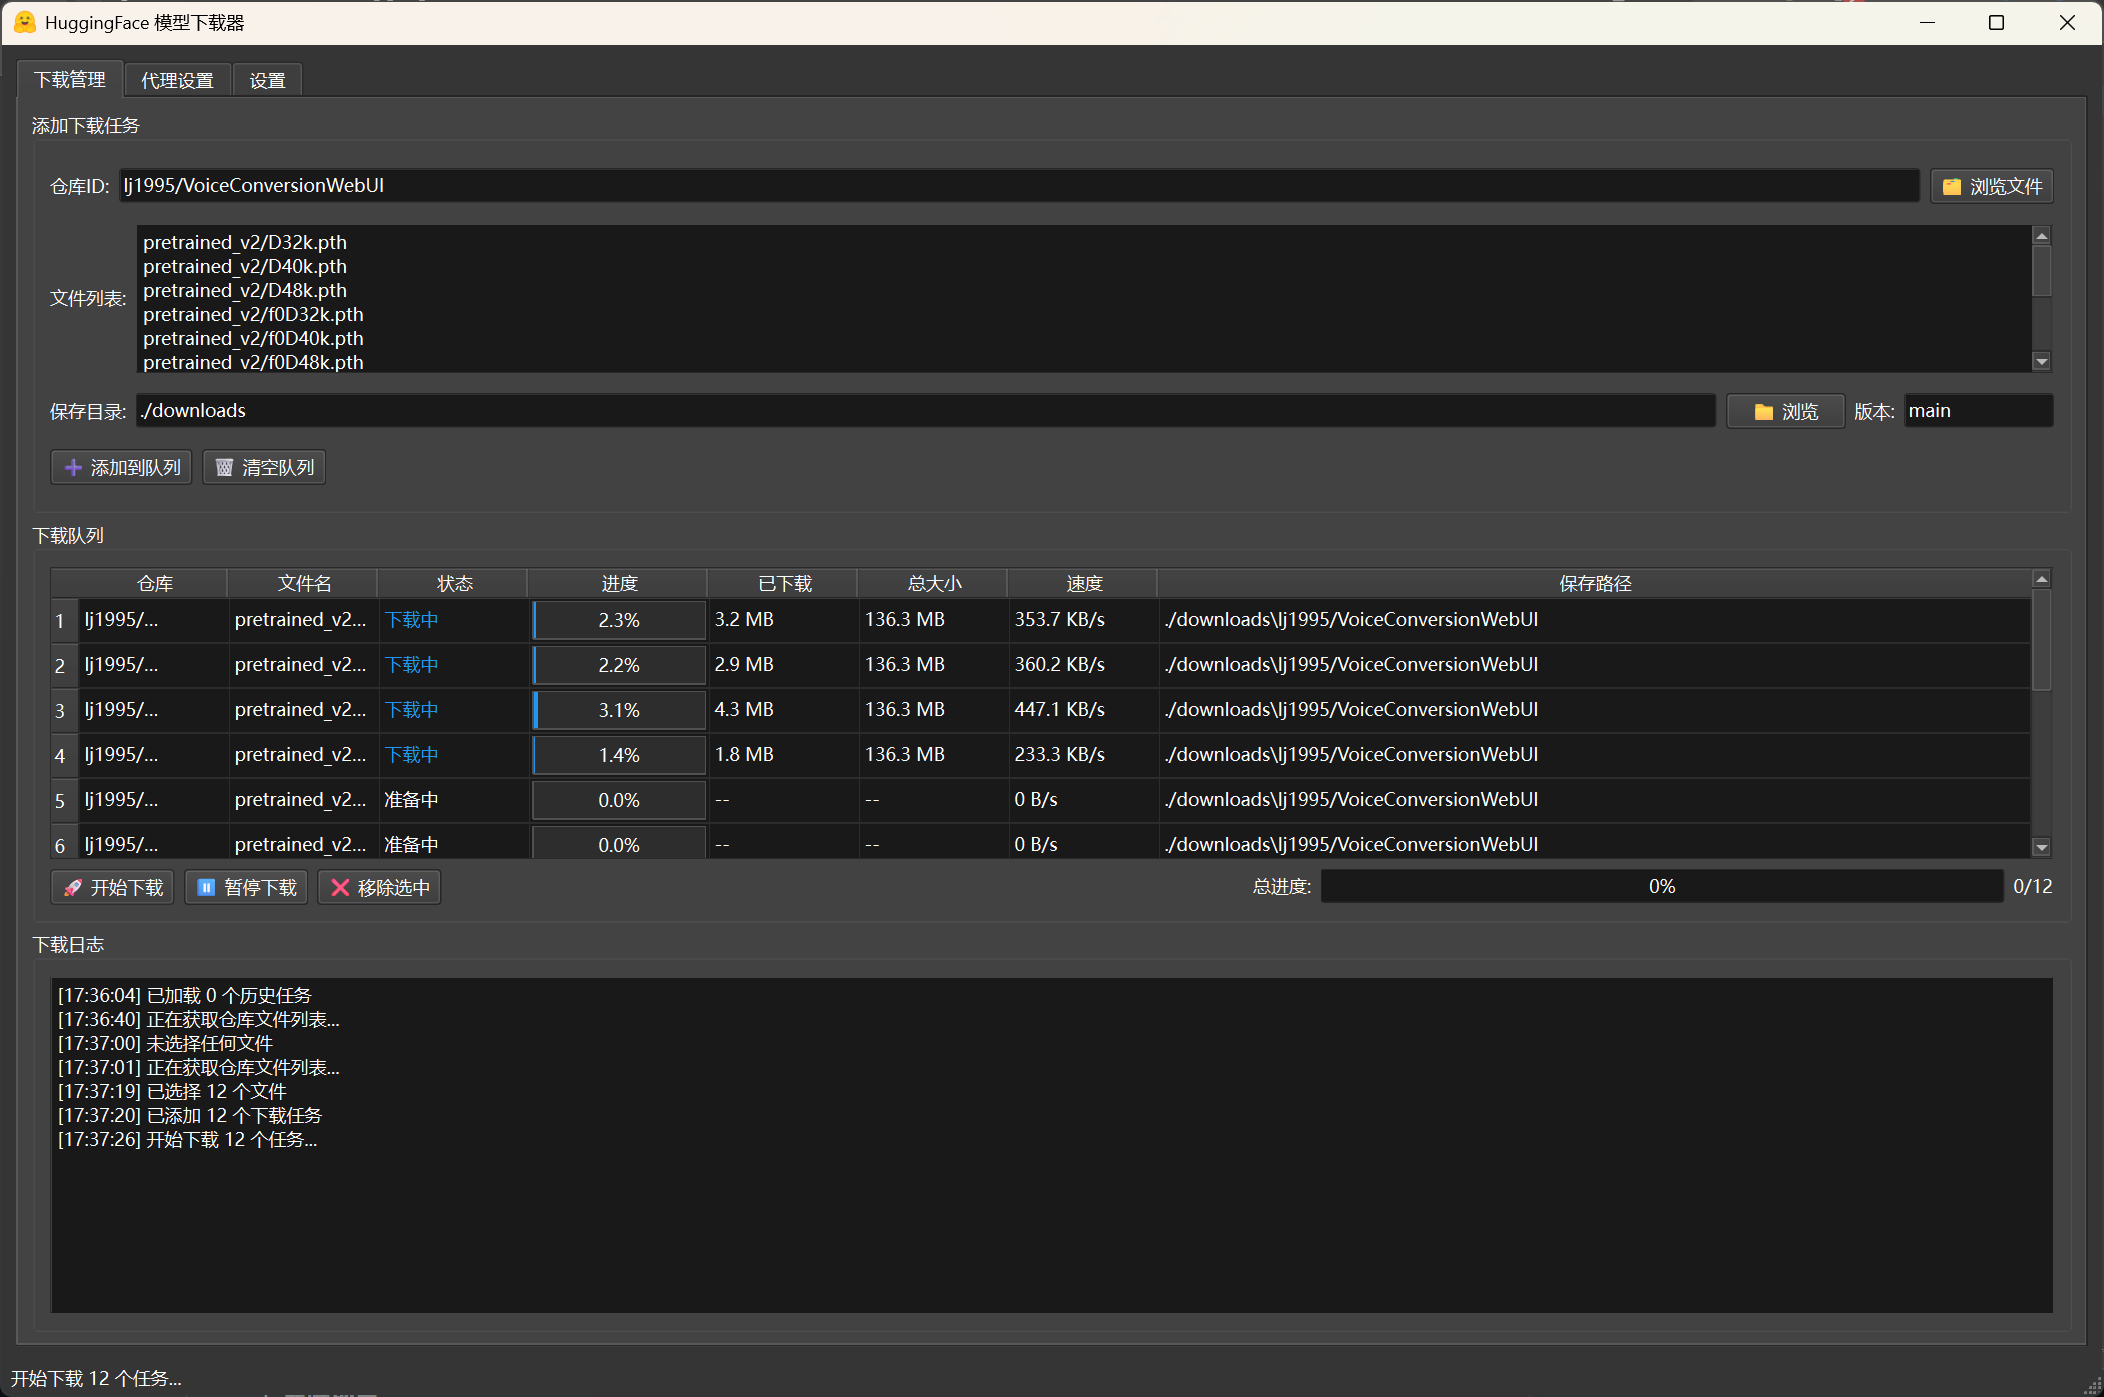 HuggingFace 模型下载器
下载管理 代理设置 设置
添加下载任务
仓库ID: lj1995/VoiceConversionWebUI 浏览文件
文件列表:
pretrained_v2/D32k.pth
pretrained_v2/D40k.pth
pretrained_v2/D48k.pth
pretrained_v2/f0D32k.pth
pretrained_v2/f0D40k.pth
pretrained_v2/f0D48k.pth
保存目录: ./downloads 浏览 版本: main
添加到队列 清空队列
下载队列
仓库 文件名 状态 进度 已下载 总大小 速度 保存路径
1 lj1995/... pretrained_v2... 下载中 2.3% 3.2 MB 136.3 MB 353.7 KB/s ./downloads\lj1995/VoiceConversionWebUI
2 lj1995/... pretrained_v2... 下载中 2.2% 2.9 MB 136.3 MB 360.2 KB/s ./downloads\lj1995/VoiceConversionWebUI
3 lj1995/... pretrained_v2... 下载中 3.1% 4.3 MB 136.3 MB 447.1 KB/s ./downloads\lj1995/VoiceConversionWebUI
4 lj1995/... pretrained_v2... 下载中 1.4% 1.8 MB 136.3 MB 233.3 KB/s ./downloads\lj1995/VoiceConversionWebUI
5 lj1995/... pretrained_v2... 准备中 0.0% -- -- 0 B/s ./downloads\lj1995/VoiceConversionWebUI
6 lj1995/... pretrained_v2... 准备中 0.0% -- -- 0 B/s ./downloads\lj1995/VoiceConversionWebUI
开始下载 暂停下载 移除选中 总进度: 0% 0/12
下载日志
[17:36:04] 已加载 0 个历史任务
[17:36:40] 正在获取仓库文件列表...
[17:37:00] 未选择任何文件
[17:37:01] 正在获取仓库文件列表...
[17:37:19] 已选择 12 个文件
[17:37:20] 已添加 12 个下载任务
[17:37:26] 开始下载 12 个任务...
开始下载 12 个任务...